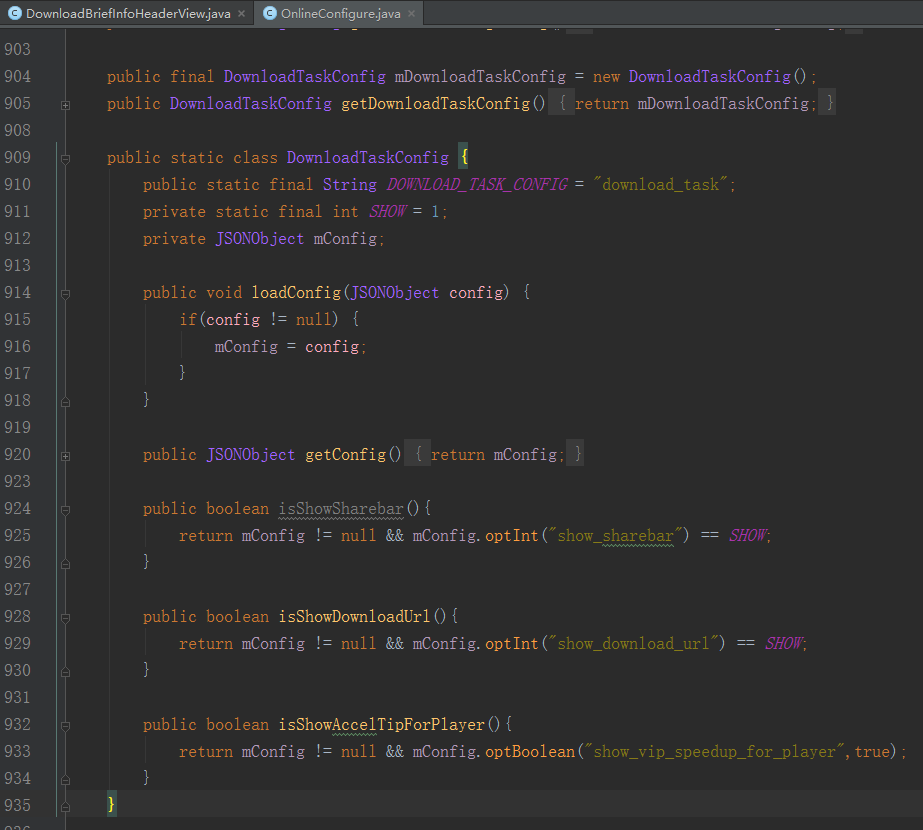 DownloadBriefInfoHeaderView.java × OnlineConfigure.java ×
903
904 public final DownloadTaskConfig mDownloadTaskConfig = new DownloadTaskConfig();
905 public DownloadTaskConfig getDownloadTaskConfig() { return mDownloadTaskConfig; }
908
909 public static class DownloadTaskConfig {
910 public static final String DOWNLOAD_TASK_CONFIG = "download_task";
911 private static final int SHOW = 1;
912 private JSONObject mConfig;
913
914 public void loadConfig(JSONObject config) {
915 if(config != null) {
916 mConfig = config;
917 }
918 }
919
920 public JSONObject getConfig() { return mConfig; }
923
924 public boolean isShowSharebar(){
925 return mConfig != null && mConfig.optInt("show_sharebar") == SHOW;
926 }
927
928 public boolean isShowDownloadUrl(){
929 return mConfig != null && mConfig.optInt("show_download_url") == SHOW;
930 }
931
932 public boolean isShowAccelTipForPlayer(){
933 return mConfig != null && mConfig.optBoolean("show_vip_speedup_for_player",true);
934 }
935 }